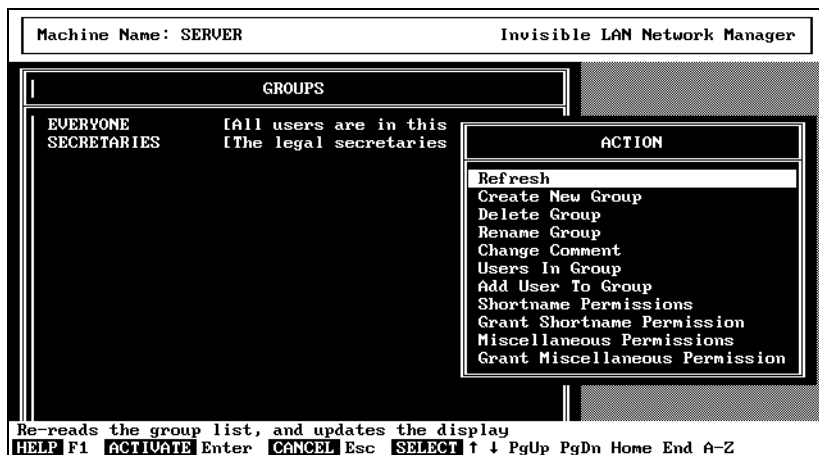 Machine Name: SERVER Invisible LAN Network Manager
GROUPS
EVERYONE [All users are in this
SECRETARIES [The legal secretaries
ACTION
Refresh
Create New Group
Delete Group
Rename Group
Change Comment
Users In Group
Add User To Group
Shortname Permissions
Grant Shortname Permission
Miscellaneous Permissions
Grant Miscellaneous Permission
Re-reads the group list, and updates the display
HELP F1 ACTIVATE Enter CANCEL Esc SELECT ↑ ↓ PgUp PgDn Home End A-Z